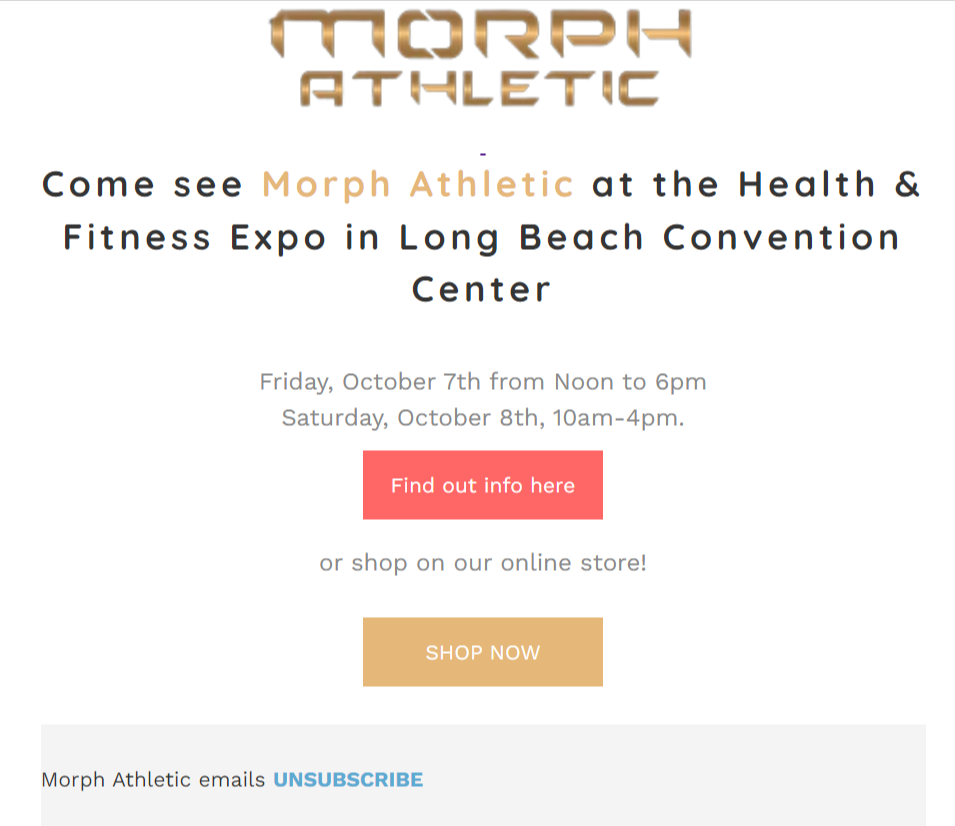 MORPH
ATHLETIC
Come see Morph Athletic at the Health &
Fitness Expo in Long Beach Convention
Center
Friday, October 7th from Noon to 6pm
Saturday, October 8th, 10am-4pm.
Find out info here
or shop on our online store!
SHOP NOW
Morph Athletic emails UNSUBSCRIBE